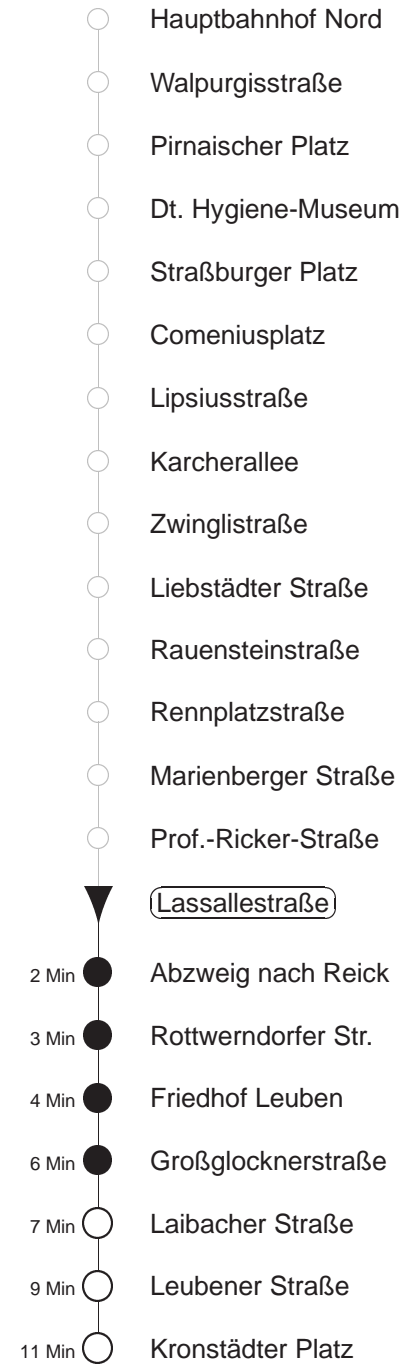 Hauptbahnhof Nord
Walpurgisstraße
Pirnaischer Platz
Dt. Hygiene-Museum
Straßburger Platz
Comeniusplatz
Lipsiusstraße
Karcherallee
Zwinglistraße
Liebstädter Straße
Rauensteinstraße
Rennplatzstraße
Marienberger Straße
Prof.-Ricker-Straße
Lassallestraße
2 Min Abzweig nach Reick
3 Min Rottwerndorfer Str.
4 Min Friedhof Leuben
6 Min Großglocknerstraße
7 Min Laibacher Straße
9 Min Leubener Straße
11 Min Kronstädter Platz